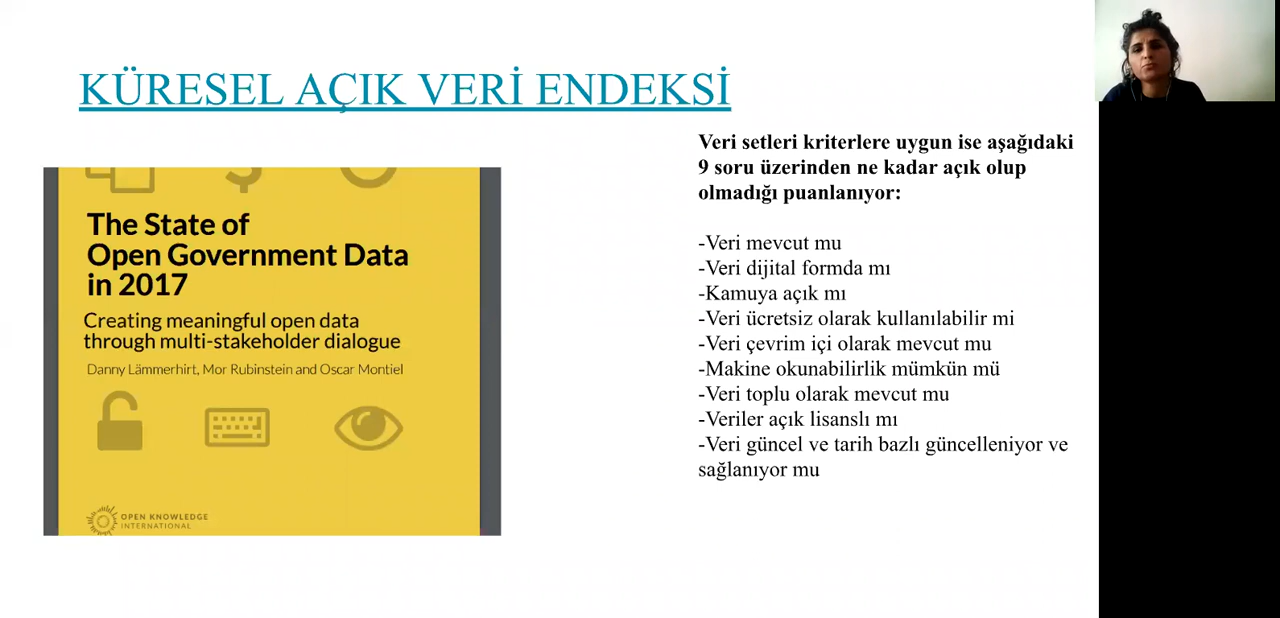 KÜRESEL AÇIK VERİ ENDEKSİ
The State of
Open Government Data
in 2017
Creating meaningful open data
through multi-stakeholder dialogue
Danny Lämmerhirt, Mor Rubinstein and Oscar Montiel
OPEN KNOWLEDGE
INTERNATIONAL
Veri setleri kriterlere uygun ise aşağıdaki
9 soru üzerinden ne kadar açık olup
olmadığı puanlanıyor:
-Veri mevcut mu
-Veri dijital formda mı
-Kamuya açık mı
-Veri ücretsiz olarak kullanılabilir mi
-Veri çevrim içi olarak mevcut mu
-Makine okunabilirlik mümkün mü
-Veri toplu olarak mevcut mu
-Veriler açık lisanslı mı
-Veri güncel ve tarih bazlı güncelleniyor ve
sağlanıyor mu